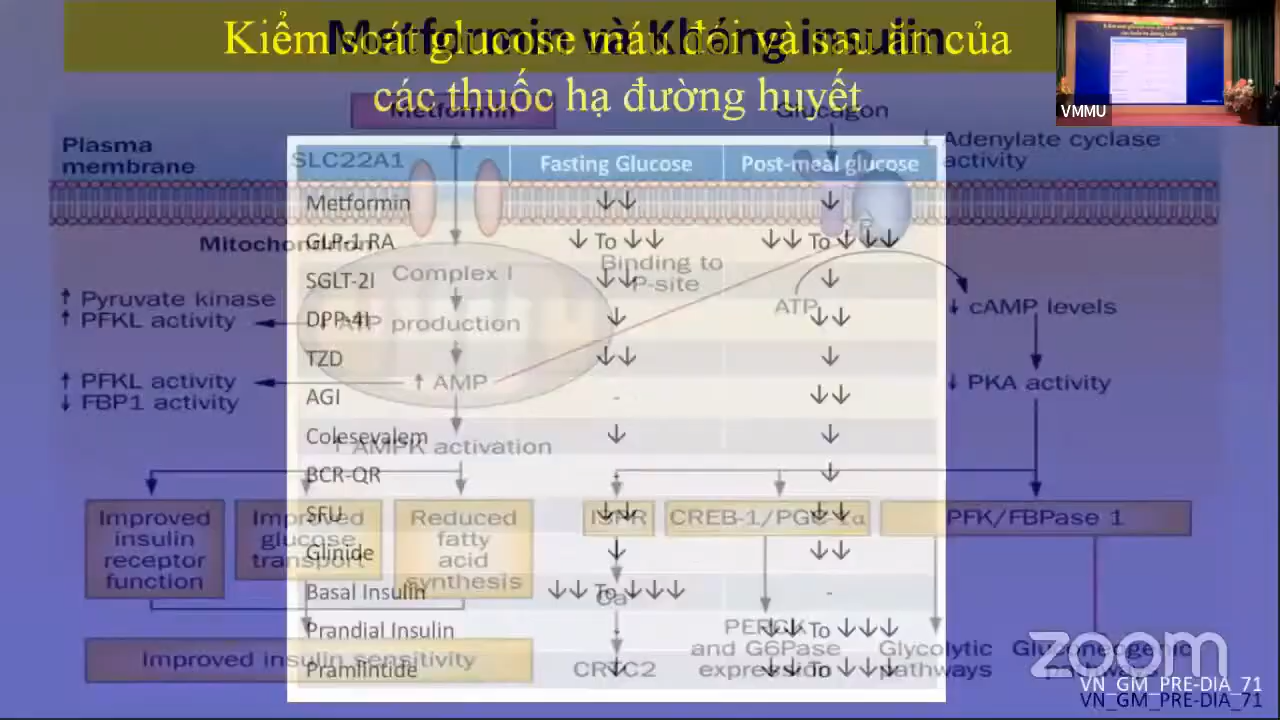 Kiểm soát glucose máu đói và sau ăn của
các thuốc hạ đường huyết
Metformin và Kháng insulin
VMMU
Metformin
Glucagon
Plasma
membrane
SLC22A1
↓ Adenylate cyclase
activity
Fasting Glucose Post-meal glucose
Metformin ↓↓ ↓
GLP-1 RA ↓ To ↓↓ ↓↓ To ↓↓↓
SGLT-2I ↓↓ ↓
DPP-4I ↓ ↓↓
TZD ↓↓ ↓
AGI - ↓↓
Colesevalem ↓ ↓
BCR-QR ↓
SFU ↓↓ ↓↓
Glinide ↓ ↓↓
Basal Insulin ↓↓ To ↓↓↓ -
Prandial Insulin ↓↓ To ↓↓↓
Pramlintide ↓ ↓↓ To ↓↓↓
Mitochondrion
Complex I
Binding to
P-site
ATP
↓ cAMP levels
↑ Pyruvate kinase
↑ PFKL activity
ATP production
↑ PFKL activity
↓ FBP1 activity
↑ AMP
↓ PKA activity
↑ AMPK activation
Improved
insulin
receptor
function
Improved
glucose
transport
Reduced
fatty
acid
synthesis
CREB-1/PGC-1α
PFK/FBPase 1
and G6Pase
expression
Glycolytic
pathways
Gluconeogenic
Improved insulin sensitivity
CRTC2
zoom
VN_GM_PRE-DIA_71
VN_GM_PRE-DIA_71